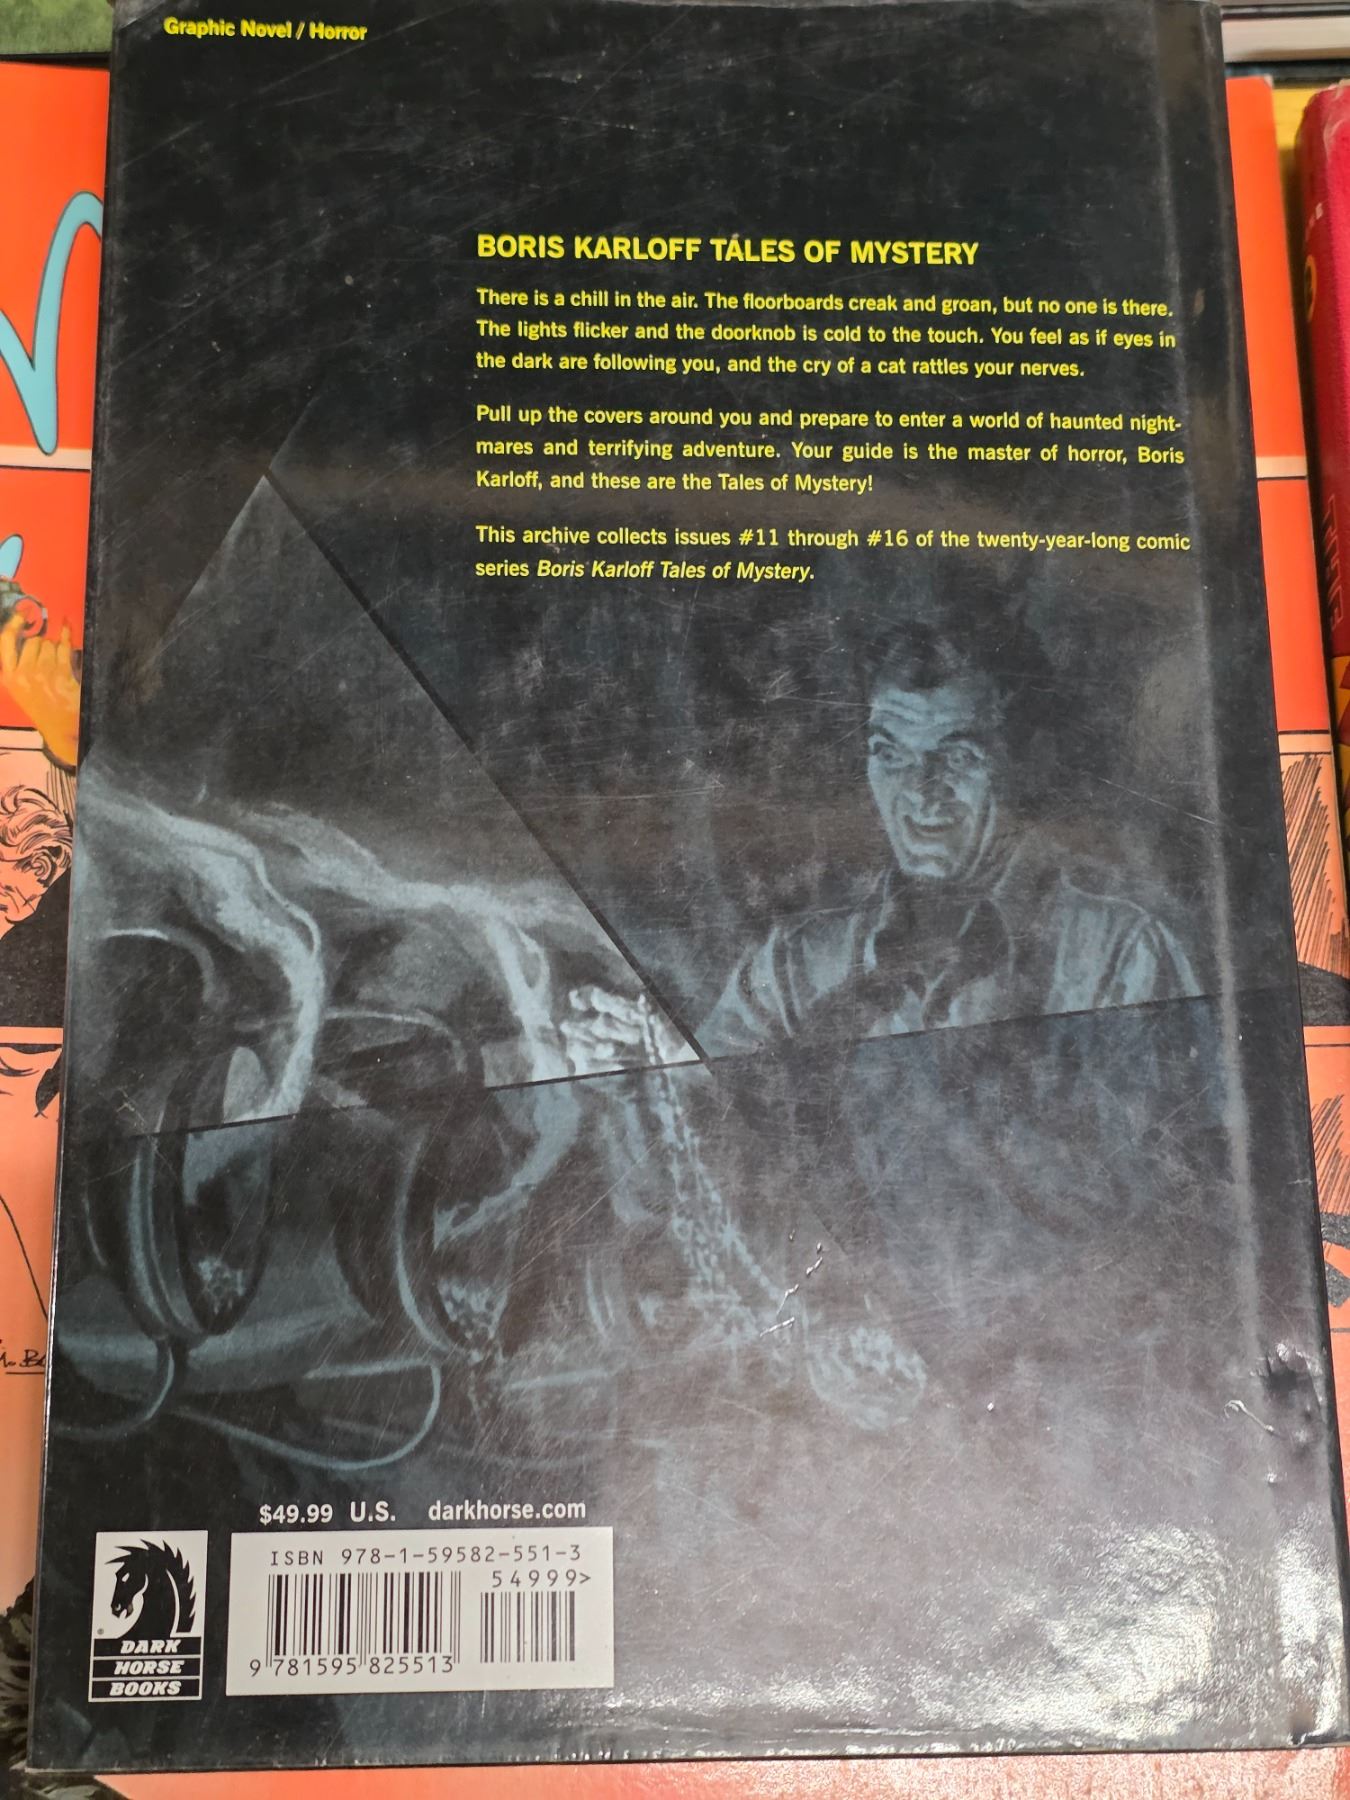 Graphic Novel / Horror
BORIS KARLOFF TALES OF MYSTERY
There is a chill in the air. The floorboards creak and groan, but no one is there.
The lights flicker and the doorknob is cold to the touch. You feel as if eyes in
the dark are following you, and the cry of a cat rattles your nerves.
Pull up the covers around you and prepare to enter a world of haunted night-
mares and terrifying adventure. Your guide is the master of horror, Boris
Karloff, and these are the Tales of Mystery!
This archive collects issues #11 through #16 of the twenty-year-long comic
series Boris Karloff Tales of Mystery.
$49.99 U.S. darkhorse.com
ISBN 978-1-59582-551-3
54999>
9 781595 825513
DARK
HORSE
BOOKS